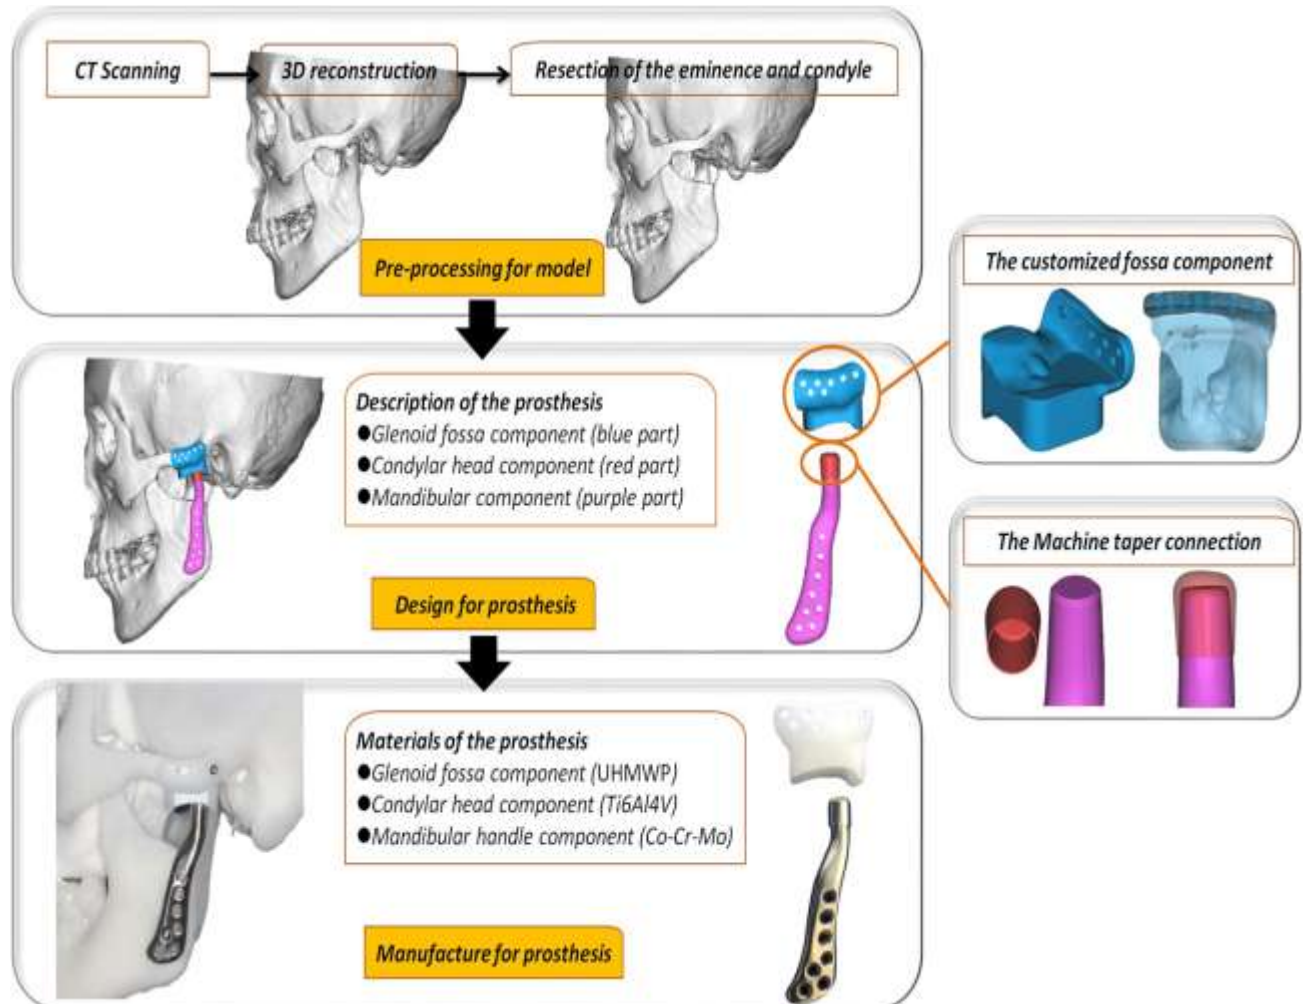 CT Scanning
3D reconstruction
Resection of the eminence and condyle
Pre-processing for model
The customized fossa component
Description of the prosthesis
●Glenoid fossa component (blue part)
●Condylar head component (red part)
●Mandibular component (purple part)
The Machine taper connection
Design for prosthesis
Materials of the prosthesis
●Glenoid fossa component (UHMWP)
●Condylar head component (Ti6Al4V)
●Mandibular handle component (Co-Cr-Mo)
Manufacture for prosthesis